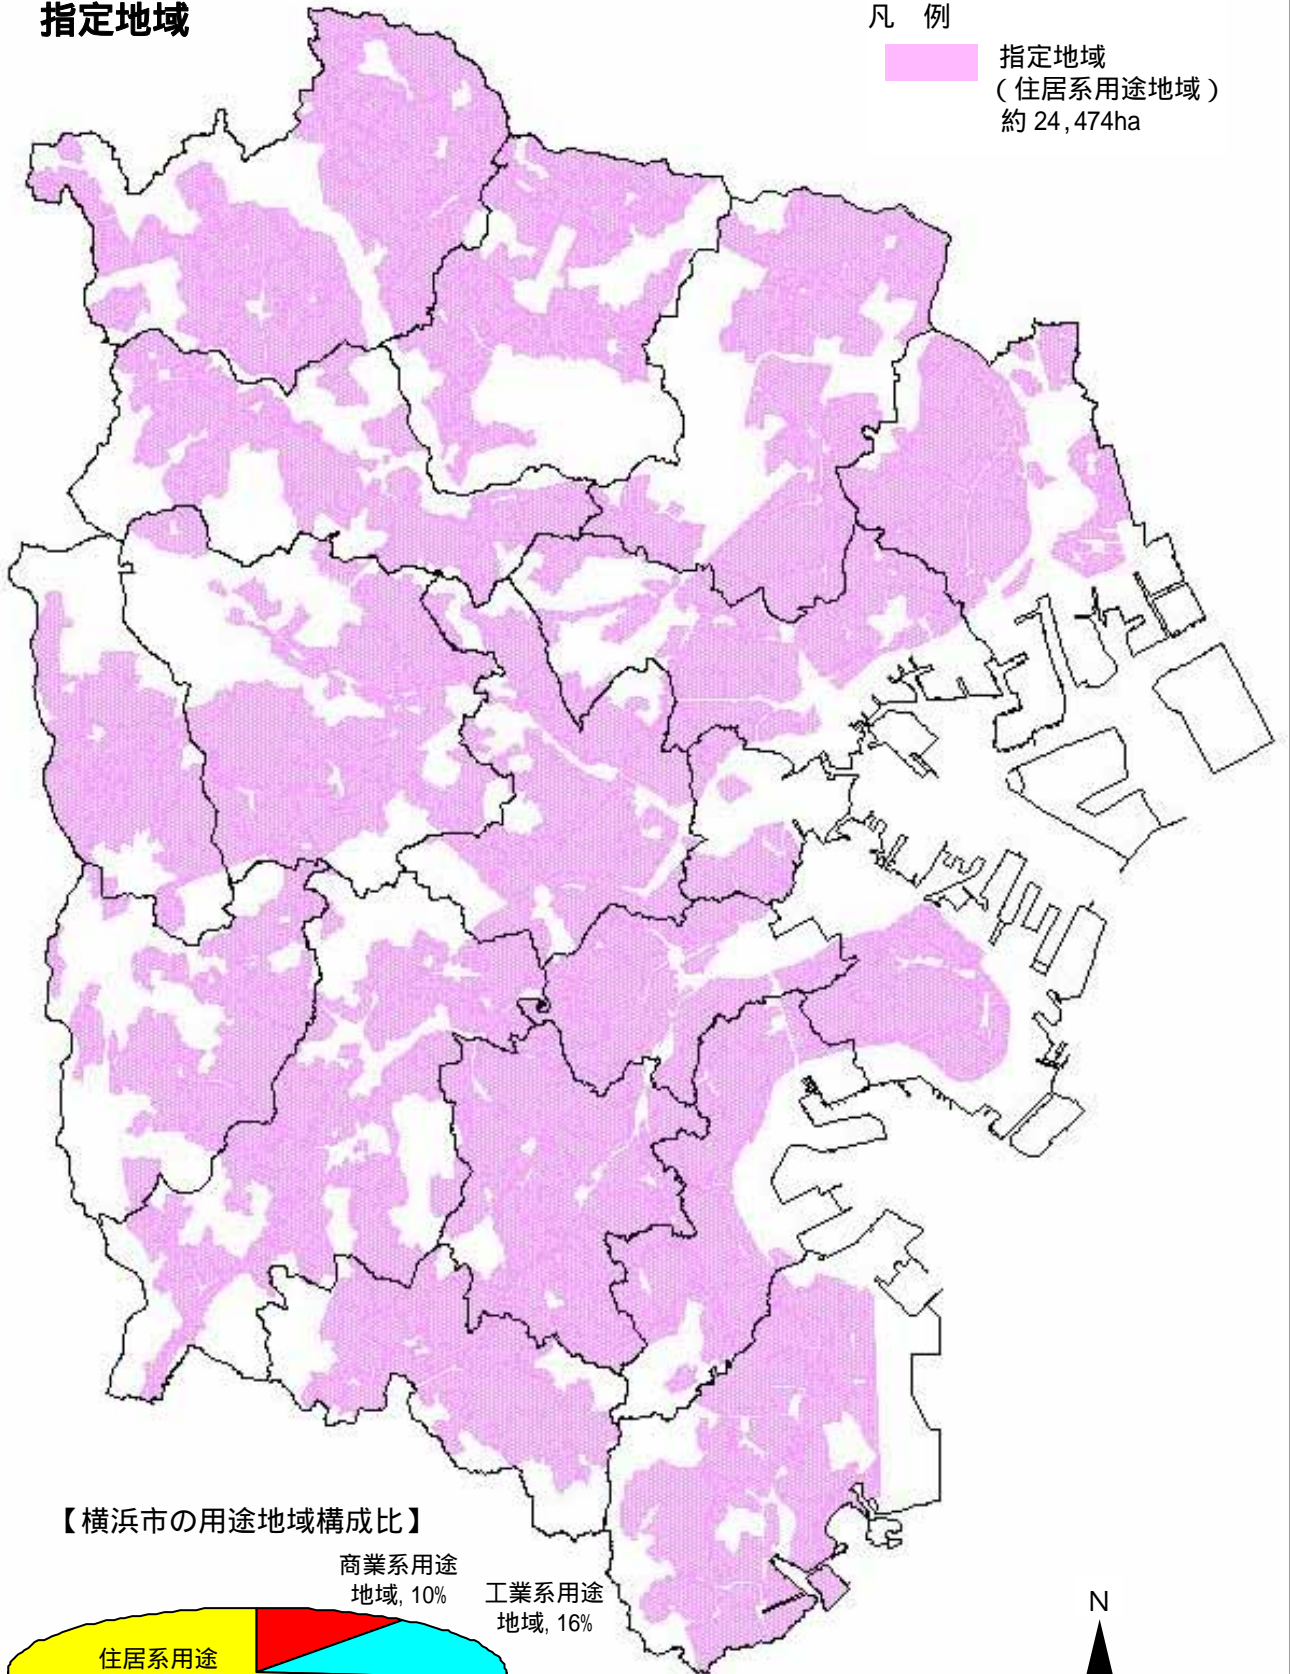 指定地域
凡 例
指定地域
(住居系用途地域)
約 24,474ha
【横浜市の用途地域構成比】
商業系用途
地域, 10%
工業系用途
地域, 16%
住居系用途
N